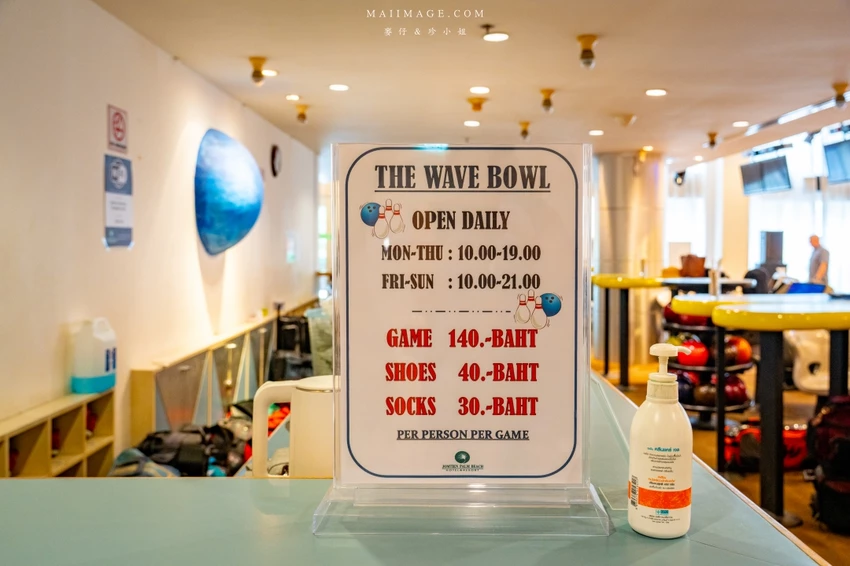 MAIIMAGE.COM
麥仔 & 珍小姐
THE WAVE BOWL
OPEN DAILY
MON-THU : 10.00-19.00
FRI-SUN : 10.00-21.00
GAME 140.-BAHT
SHOES 40.-BAHT
SOCKS 30.-BAHT
PER PERSON PER GAME